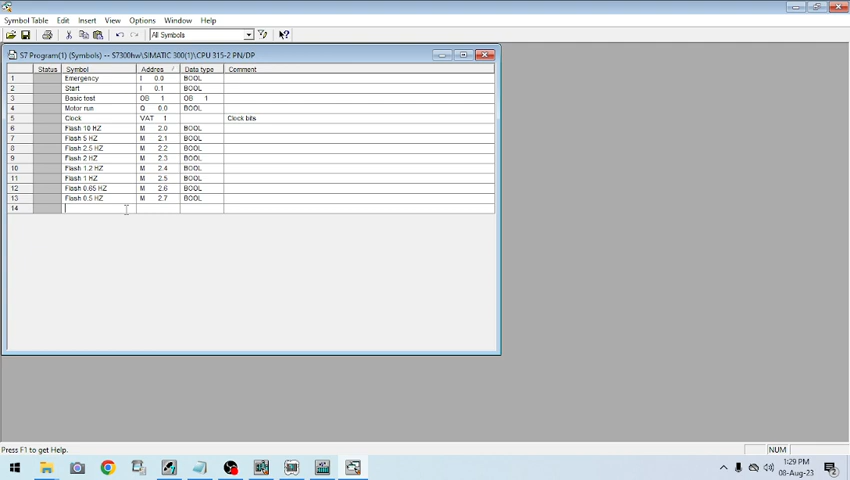 Symbol Table Edit Insert View Options Window Help
All Symbols
S7 Program(1) (Symbols) -- S7300hw\SIMATIC 300(1)\CPU 315-2 PN/DP
Status Symbol Addres / Data type Comment
1 Emergency I 0.0 BOOL
2 Start I 0.1 BOOL
3 Basic test OB 1 OB 1
4 Motor run Q 0.0 BOOL
5 Clock VAT 1 Clock bits
6 Flash 10 HZ M 2.0 BOOL
7 Flash 5 HZ M 2.1 BOOL
8 Flash 2.5 HZ M 2.2 BOOL
9 Flash 2 HZ M 2.3 BOOL
10 Flash 1.2 HZ M 2.4 BOOL
11 Flash 1 HZ M 2.5 BOOL
12 Flash 0.65 HZ M 2.6 BOOL
13 Flash 0.5 HZ M 2.7 BOOL
14
Press F1 to get Help. NUM
1:29 PM
08-Aug-23
2